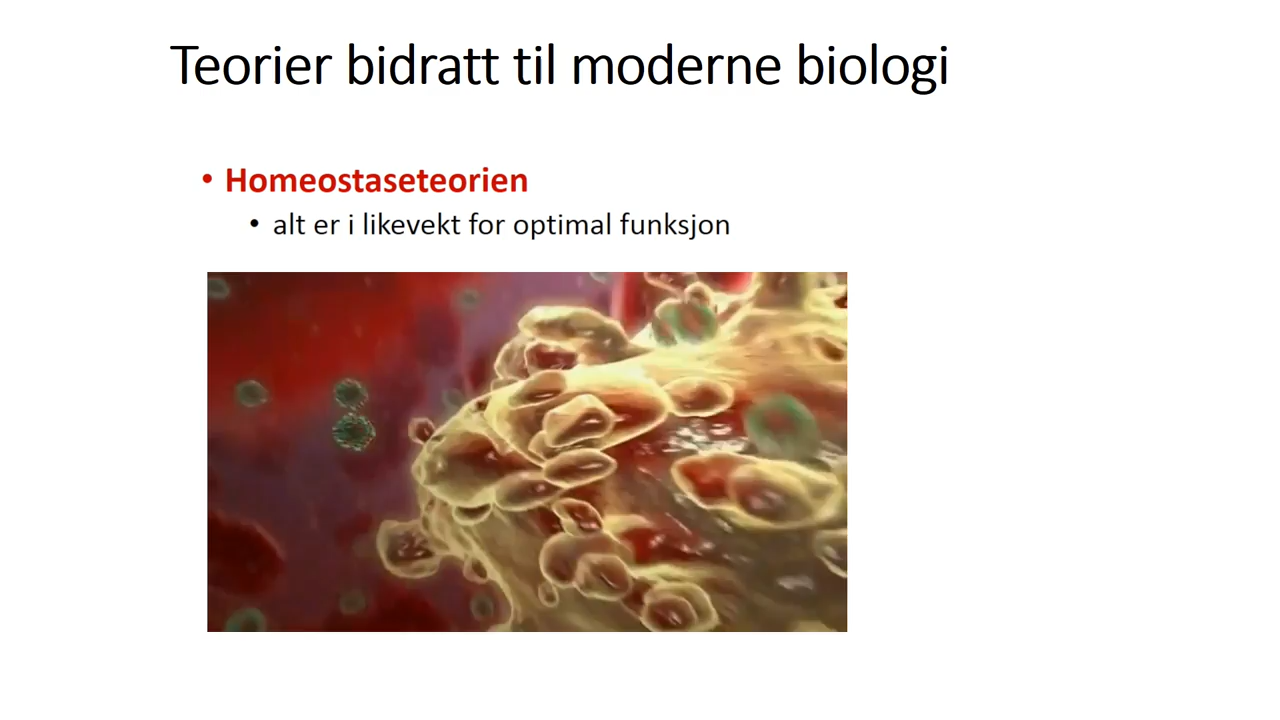 Teorier bidratt til moderne biologi
• Homeostaseteorien
• alt er i likevekt for optimal funksjon